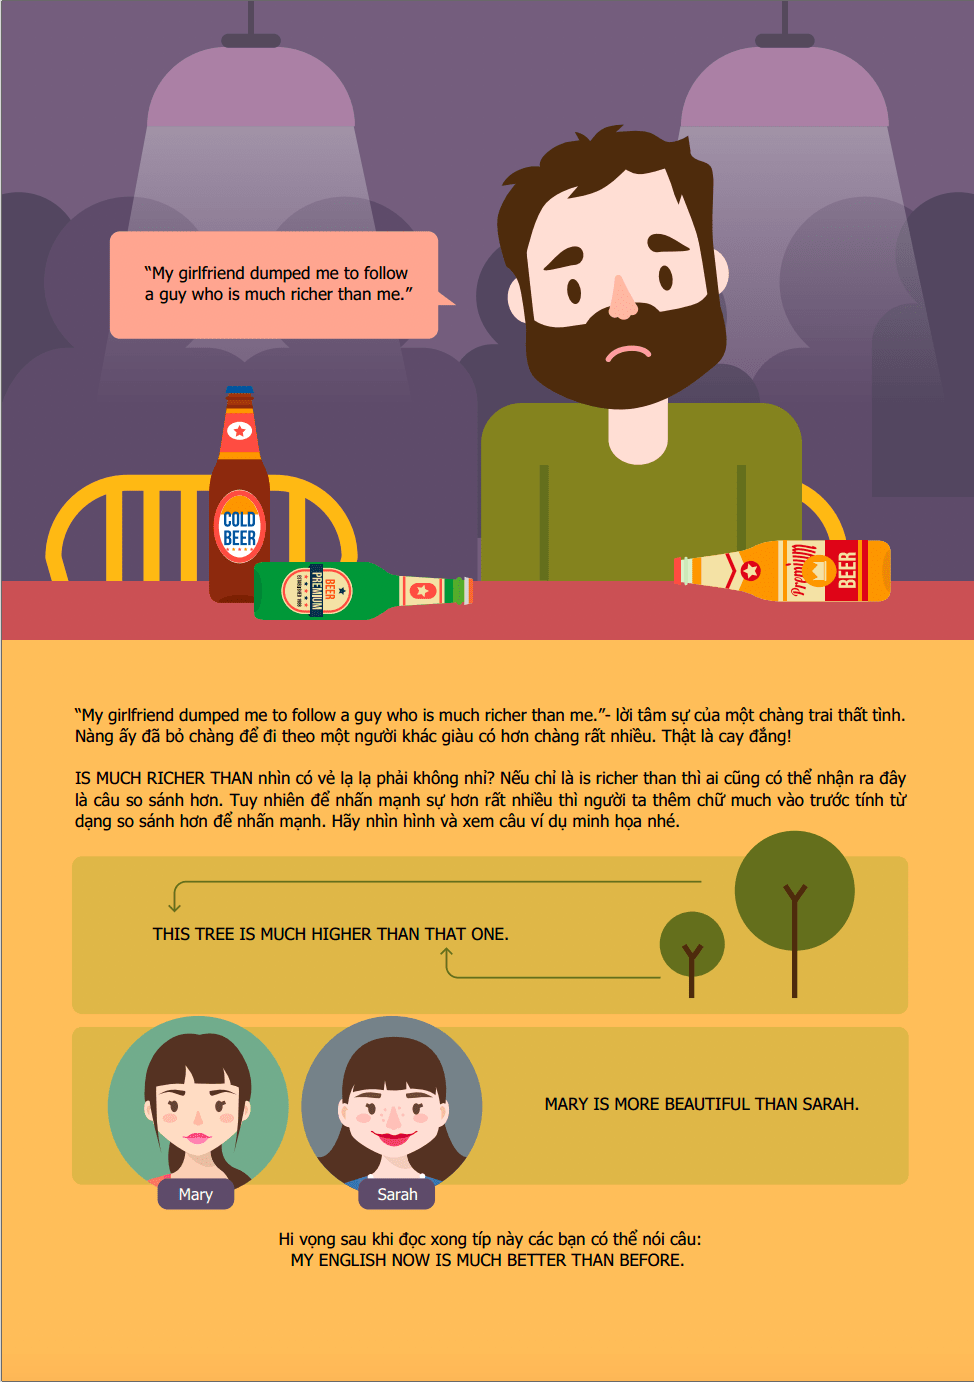 “My girlfriend dumped me to follow
a guy who is much richer than me.”
COLD
BEER
BEER
PREMIUM
Premium
BEER
“My girlfriend dumped me to follow a guy who is much richer than me.”- lời tâm sự của một chàng trai thất tình.
Nàng ấy đã bỏ chàng để đi theo một người khác giàu có hơn chàng rất nhiều. Thật là cay đắng!
IS MUCH RICHER THAN nhìn có vẻ lạ lạ phải không nhỉ? Nếu chỉ là is richer than thì ai cũng có thể nhận ra đây
là câu so sánh hơn. Tuy nhiên để nhấn mạnh sự hơn rất nhiều thì người ta thêm chữ much vào trước tính từ
dạng so sánh hơn để nhấn mạnh. Hãy nhìn hình và xem câu ví dụ minh họa nhé.
THIS TREE IS MUCH HIGHER THAN THAT ONE.
MARY IS MORE BEAUTIFUL THAN SARAH.
Mary
Sarah
Hi vọng sau khi đọc xong típ này các bạn có thể nói câu:
MY ENGLISH NOW IS MUCH BETTER THAN BEFORE.